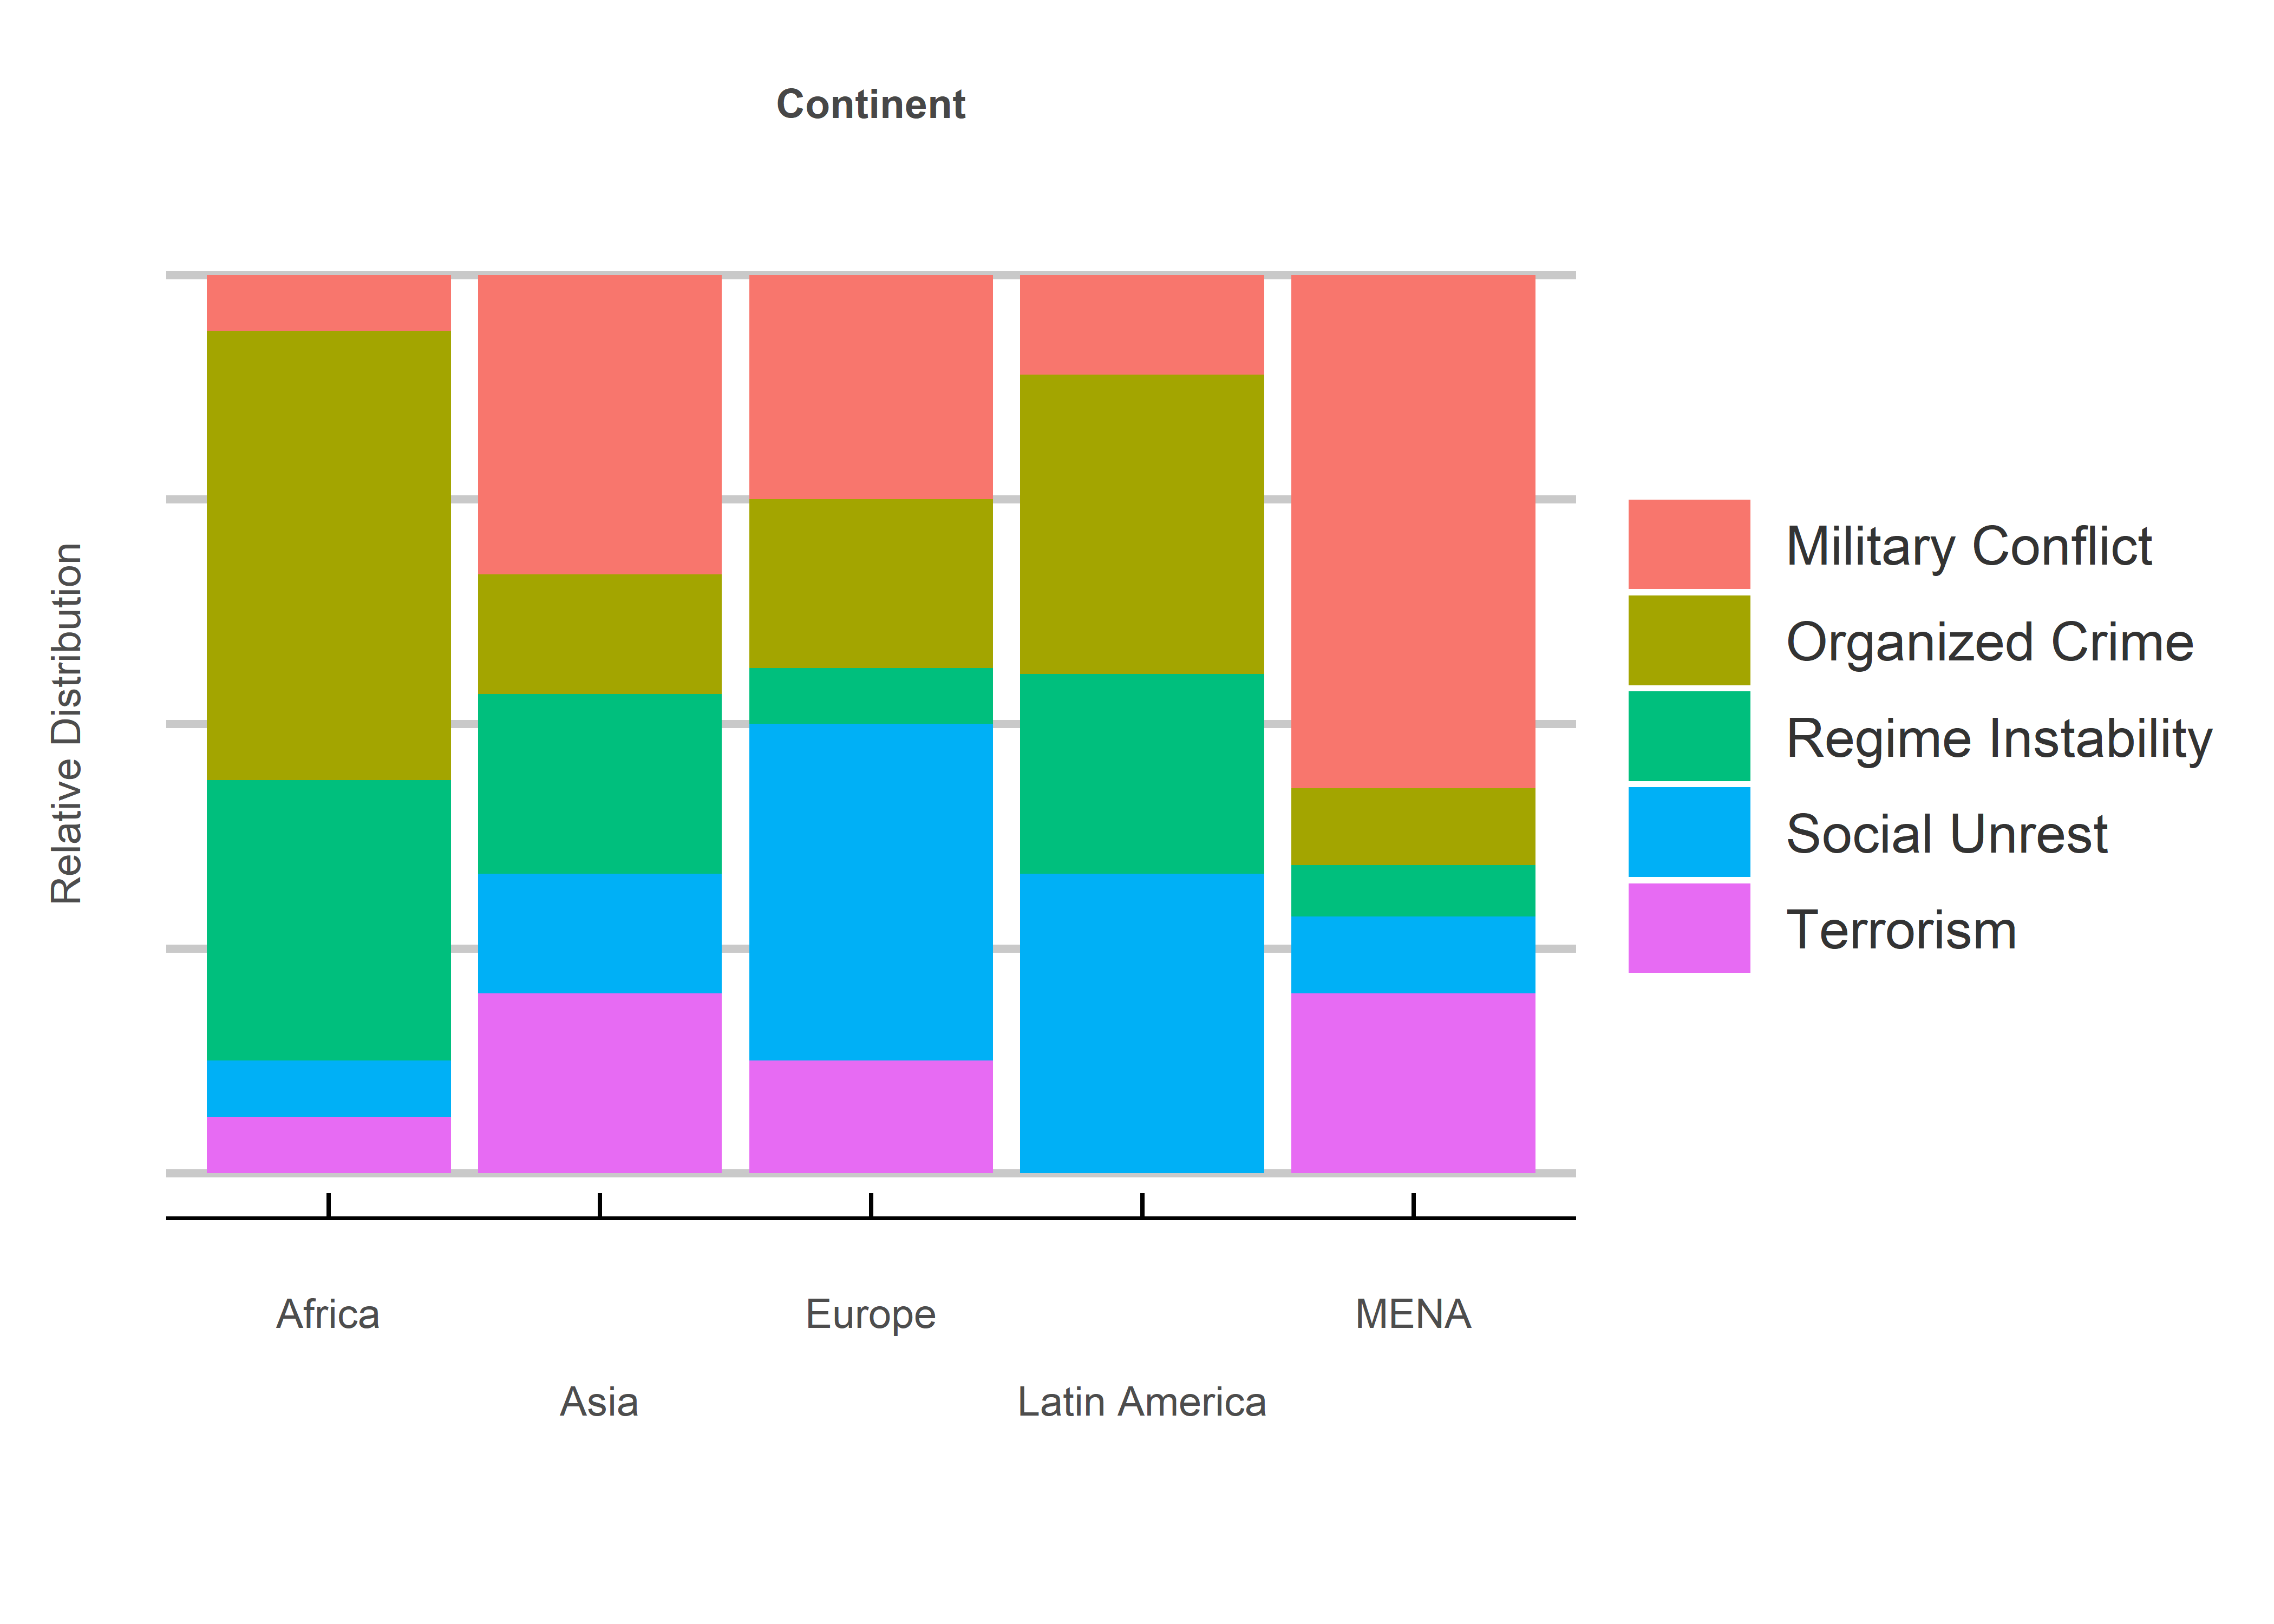 Continent
Relative Distribution
Military Conflict
Organized Crime
Regime Instability
Social Unrest
Terrorism
Africa
Europe
MENA
Asia
Latin America